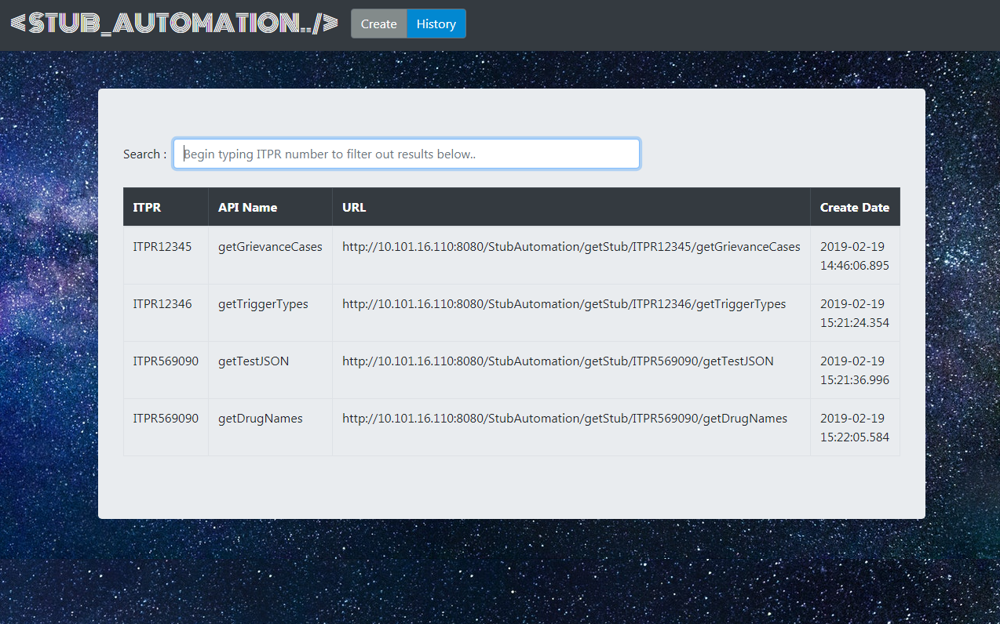 <STUB_AUTOMATION../> Create History
Search : Begin typing ITPR number to filter out results below..
ITPR API Name URL Create Date
ITPR12345 getGrievanceCases http://10.101.16.110:8080/StubAutomation/getStub/ITPR12345/getGrievanceCases 2019-02-19
14:46:06.895
ITPR12346 getTriggerTypes http://10.101.16.110:8080/StubAutomation/getStub/ITPR12346/getTriggerTypes 2019-02-19
15:21:24.354
ITPR569090 getTestJSON http://10.101.16.110:8080/StubAutomation/getStub/ITPR569090/getTestJSON 2019-02-19
15:21:36.996
ITPR569090 getDrugNames http://10.101.16.110:8080/StubAutomation/getStub/ITPR569090/getDrugNames 2019-02-19
15:22:05.584